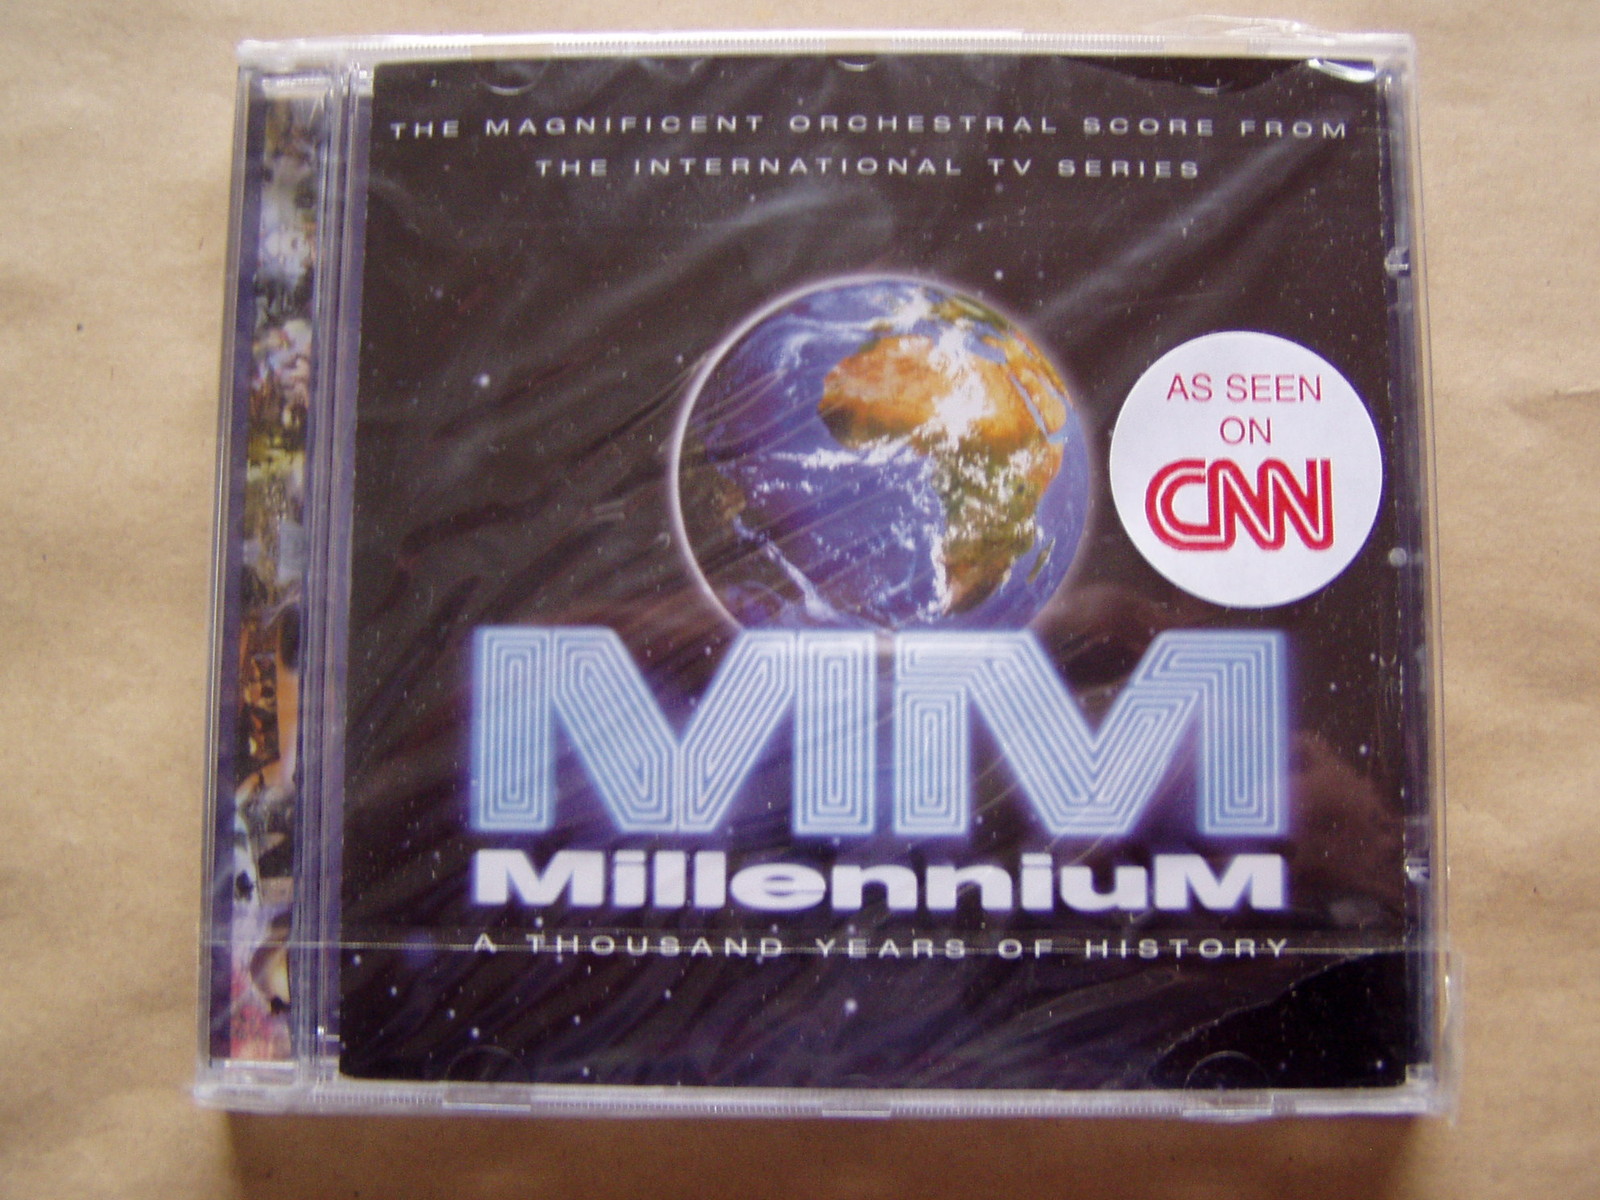 THE MAGNIFICENT ORCHESTRAL SCORE FROM
THE INTERNATIONAL TV SERIES
AS SEEN
ON
CNN
MM
MillenniuM
A THOUSAND YEARS OF HISTORY